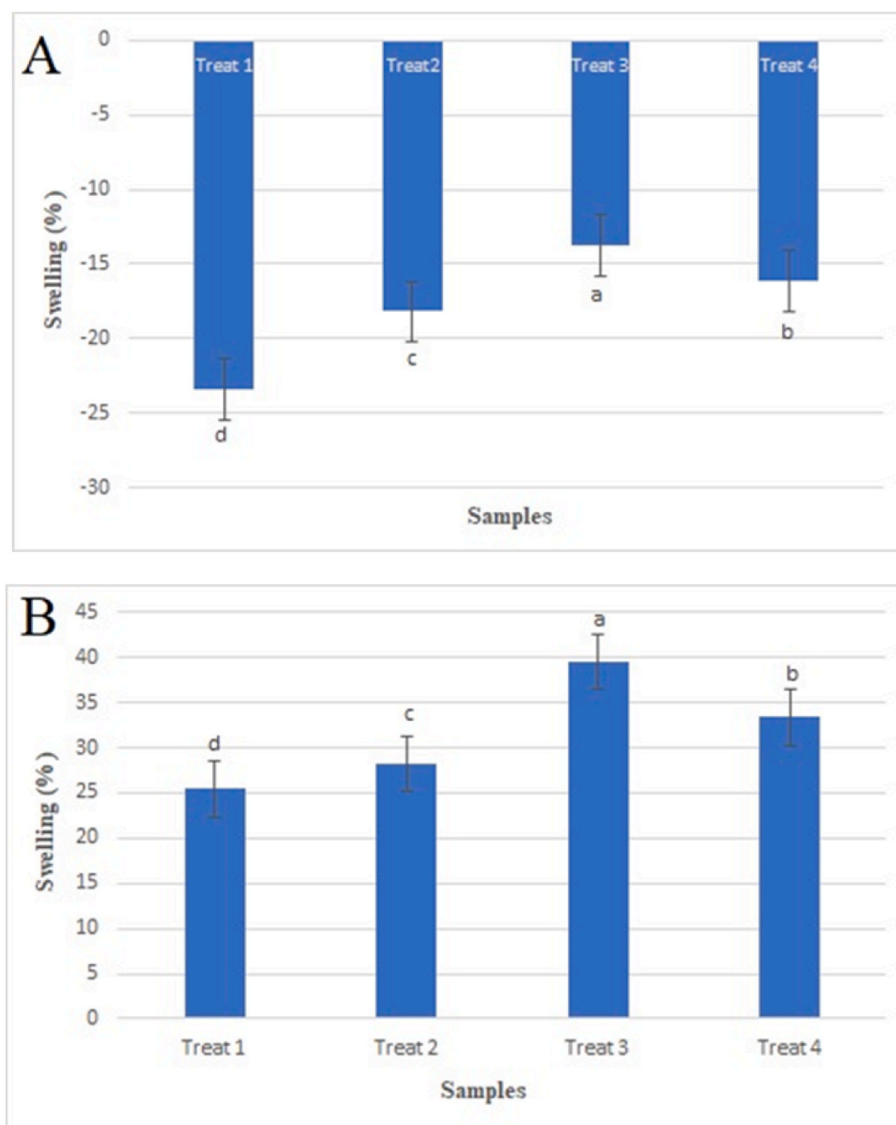 A
0
Treat 1 Treat2 Treat 3 Treat 4
-5
-10
-15
-20
-25
-30
Swelling (%)
a
b
c
d
Samples
B
45
40
35
30
25
20
15
10
5
0
Swelling (%)
a
b
c
d
Treat 1 Treat 2 Treat 3 Treat 4
Samples